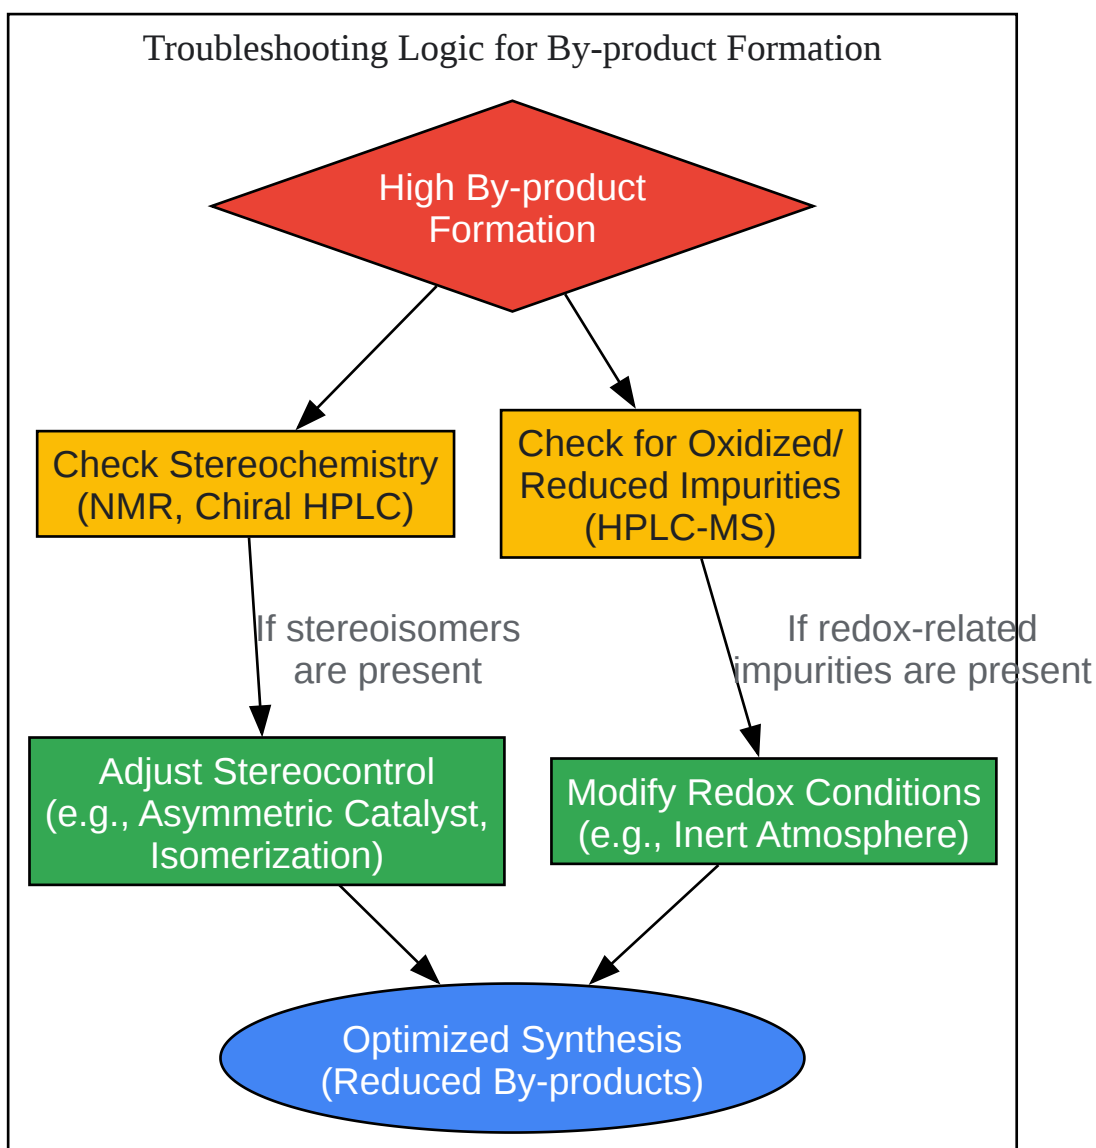 Troubleshooting Logic for By-product Formation
High By-product
Formation
Check Stereochemistry
(NMR, Chiral HPLC)
Check for Oxidized/
Reduced Impurities
(HPLC-MS)
If stereoisomers
are present
If redox-related
impurities are present
Adjust Stereocontrol
(e.g., Asymmetric Catalyst,
Isomerization)
Modify Redox Conditions
(e.g., Inert Atmosphere)
Optimized Synthesis
(Reduced By-products)